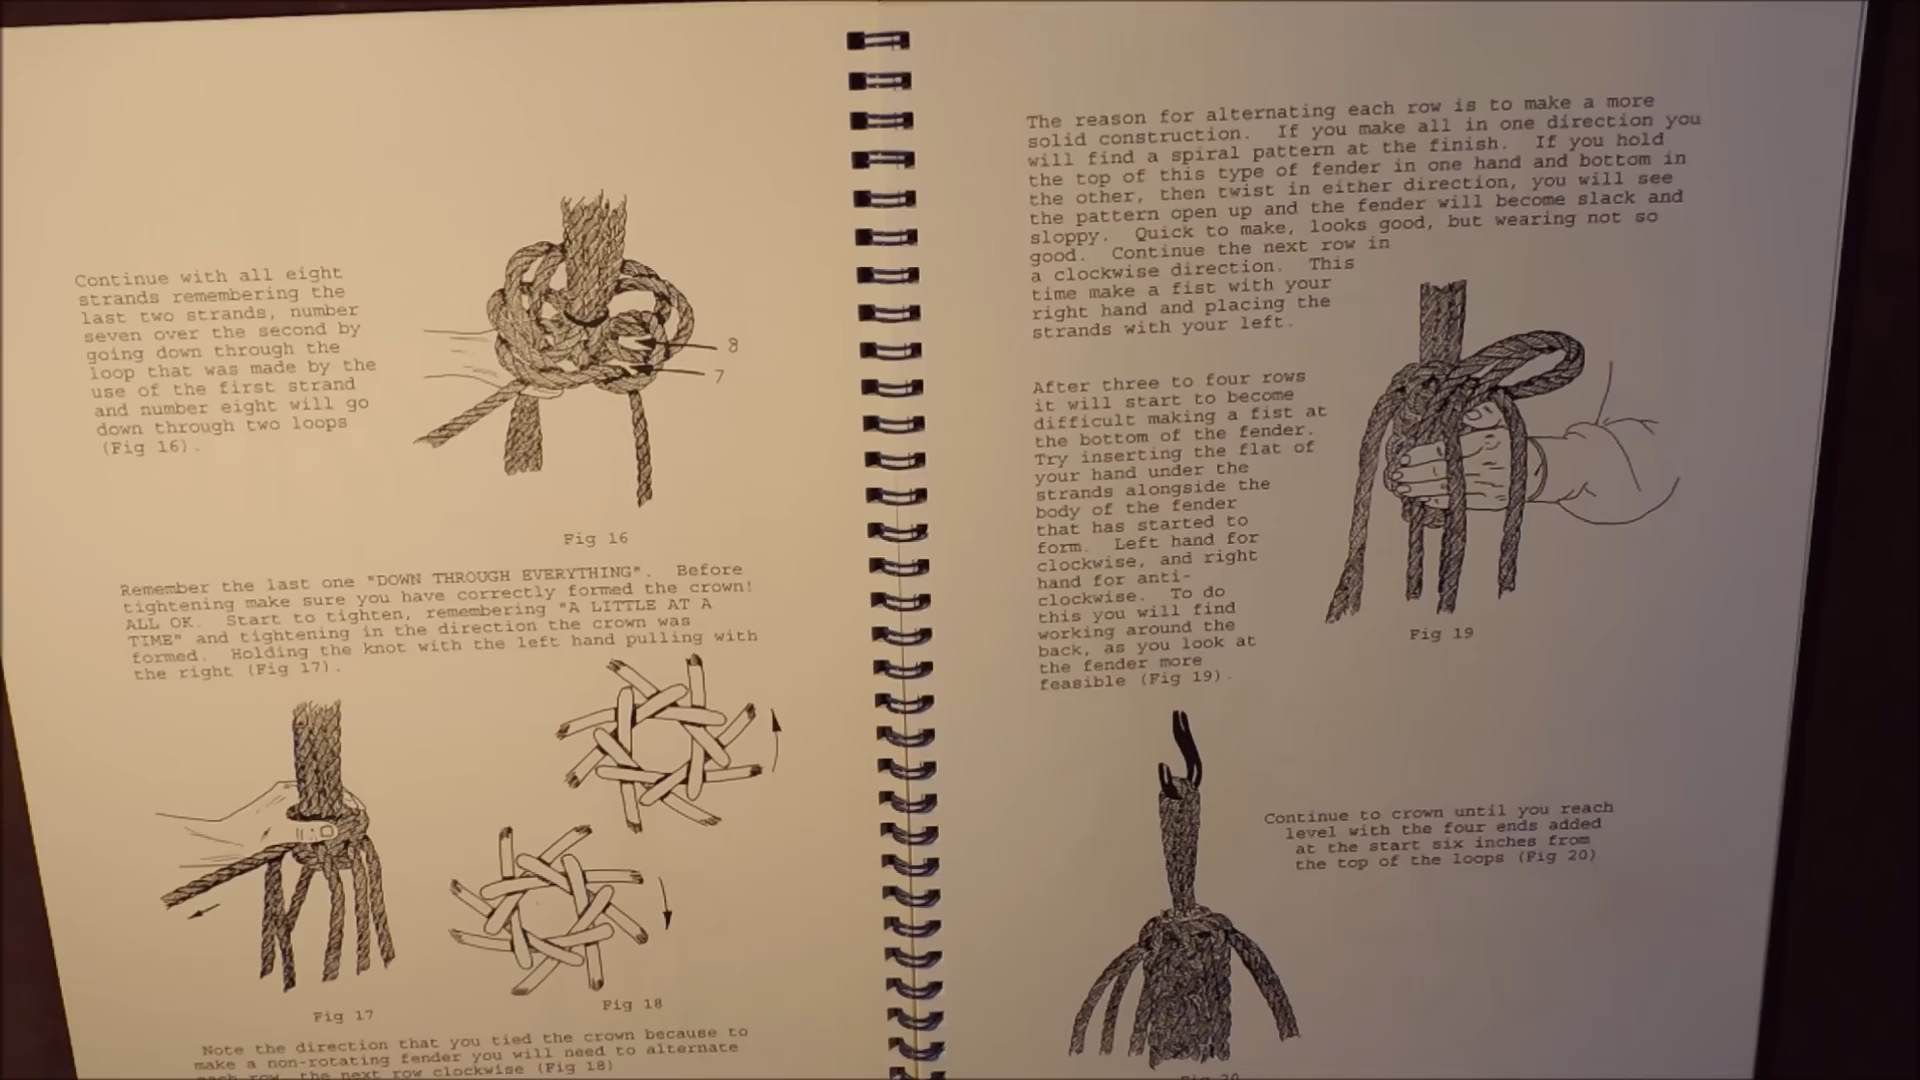 Continue with all eight
strands remembering the
last two strands, number
seven over the second by
going down through the
loop that was made by the
use of the first strand
and number eight will go
down through two loops
(Fig 16).
8
7
Fig 16
Remember the last one "DOWN THROUGH EVERYTHING". Before
tightening make sure you have correctly formed the crown!
ALL OK. Start to tighten, remembering "A LITTLE AT A
TIME" and tightening in the direction the crown was
formed. Holding the knot with the left hand pulling with
the right (Fig 17).
Fig 17
Fig 18
Note the direction that you tied the crown because to
make a non-rotating fender you will need to alternate
each row, the next row clockwise (Fig 18)
The reason for alternating each row is to make a more
solid construction. If you make all in one direction you
will find a spiral pattern at the finish. If you hold
the top of this type of fender in one hand and bottom in
the other, then twist in either direction, you will see
the pattern open up and the fender will become slack and
sloppy. Quick to make, looks good, but wearing not so
good. Continue the next row in
a clockwise direction. This
time make a fist with your
right hand and placing the
strands with your left.
After three to four rows
it will start to become
difficult making a fist at
the bottom of the fender.
Try inserting the flat of
your hand under the
strands alongside the
body of the fender
that has started to
form. Left hand for
clockwise, and right
hand for anti-
clockwise. To do
this you will find
working around the
back, as you look at
the fender more
feasible (Fig 19).
Fig 19
Continue to crown until you reach
level with the four ends added
at the start six inches from
the top of the loops (Fig 20)
Fig 20